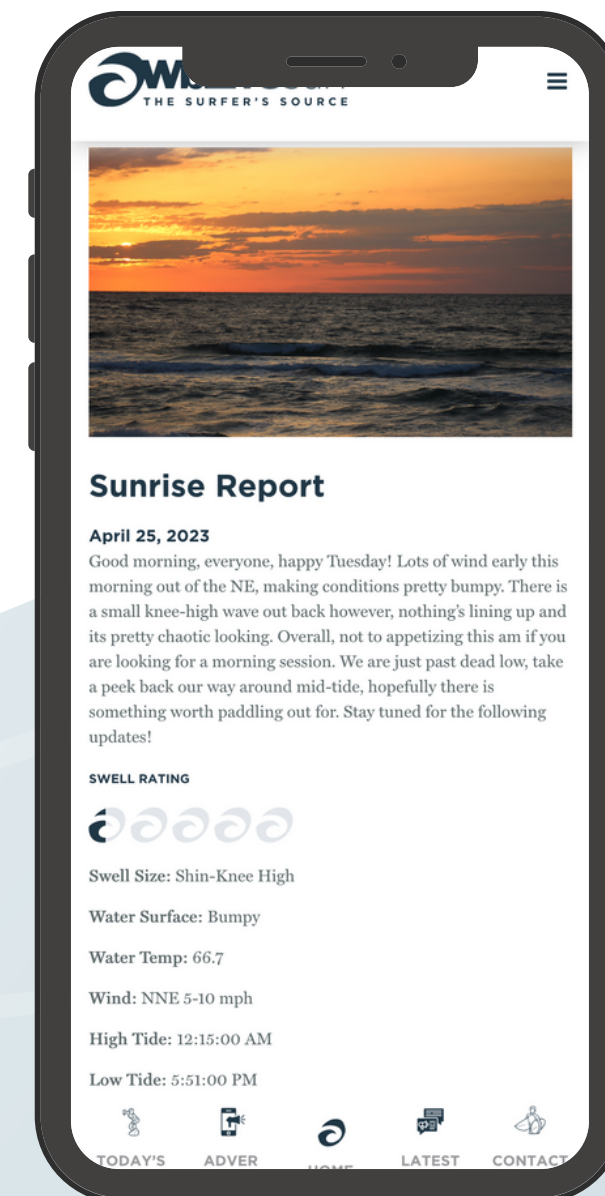 THE SURFER'S SOURCE
Sunrise Report
April 25, 2023
Good morning, everyone, happy Tuesday! Lots of wind early this
morning out of the NE, making conditions pretty bumpy. There is
a small knee-high wave out back however, nothing's lining up and
its pretty chaotic looking. Overall, not to appetizing this am if you
are looking for a morning session. We are just past dead low, take
a peek back our way around mid-tide, hopefully there is
something worth paddling out for. Stay tuned for the following
updates!
SWELL RATING
Swell Size: Shin-Knee High
Water Surface: Bumpy
Water Temp: 66.7
Wind: NNE 5-10 mph
High Tide: 12:15:00 AM
Low Tide: 5:51:00 PM
TODAY'S ADVER HOME LATEST CONTACT